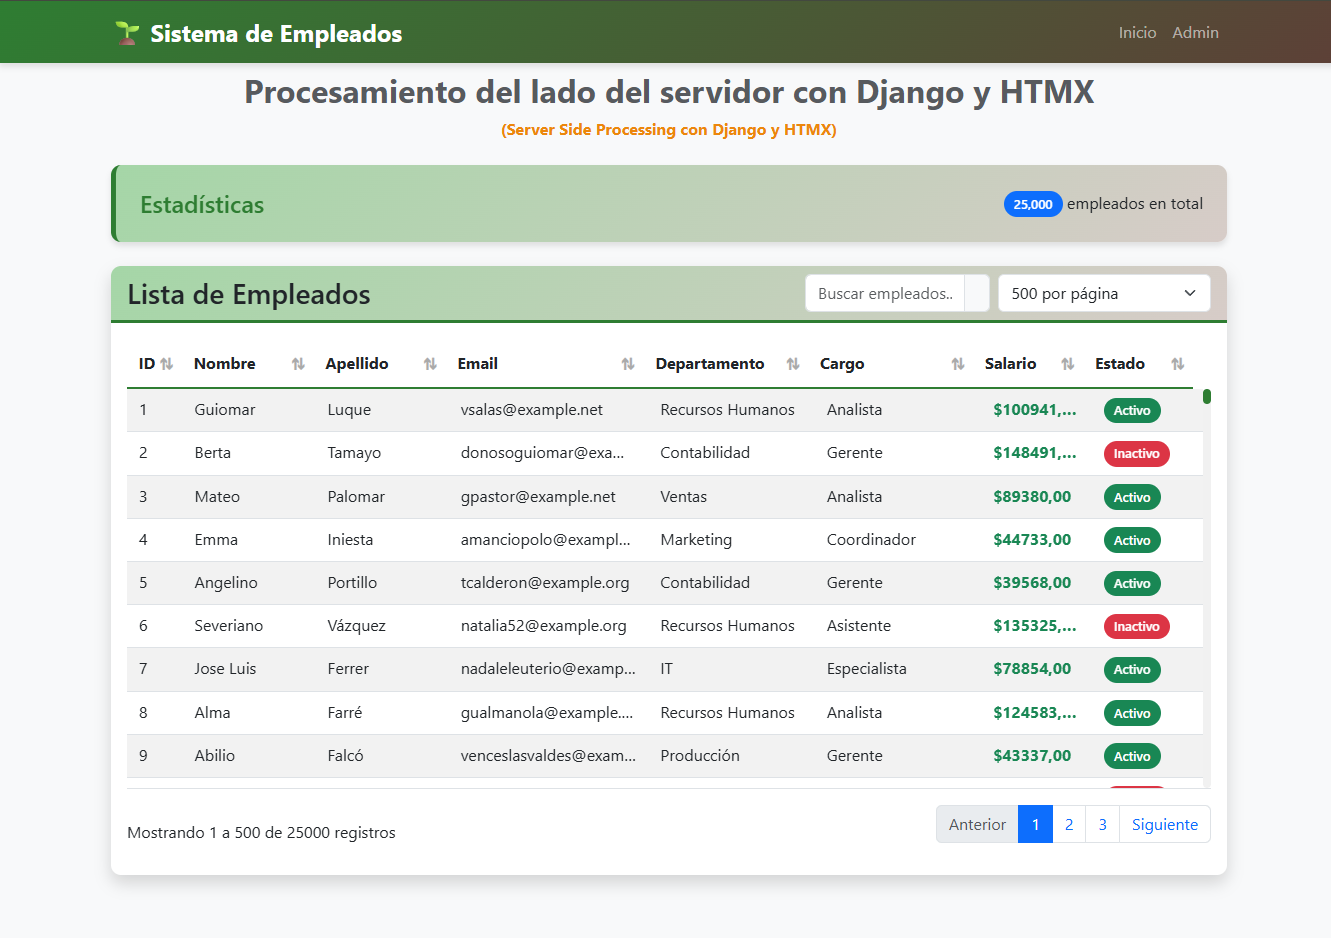 Sistema de Empleados
Inicio Admin
Procesamiento del lado del servidor con Django y HTMX
(Server Side Processing con Django y HTMX)
Estadísticas
25,000 empleados en total
Lista de Empleados
Buscar empleados..
500 por página
ID Nombre Apellido Email Departamento Cargo Salario Estado
1 Guiomar Luque vsalas@example.net Recursos Humanos Analista $100941,... Activo
2 Berta Tamayo donosoguiomar@exa... Contabilidad Gerente $148491,... Inactivo
3 Mateo Palomar gpastor@example.net Ventas Analista $89380,00 Activo
4 Emma Iniesta amanciopolo@exampl... Marketing Coordinador $44733,00 Activo
5 Angelino Portillo tcalderon@example.org Contabilidad Gerente $39568,00 Activo
6 Severiano Vázquez natalia52@example.org Recursos Humanos Asistente $135325,... Inactivo
7 Jose Luis Ferrer nadaleleuterio@examp... IT Especialista $78854,00 Activo
8 Alma Farré gualmanola@example.... Recursos Humanos Analista $124583,... Activo
9 Abilio Falcó venceslasvaldes@exam... Producción Gerente $43337,00 Activo
Mostrando 1 a 500 de 25000 registros
Anterior 1 2 3 Siguiente